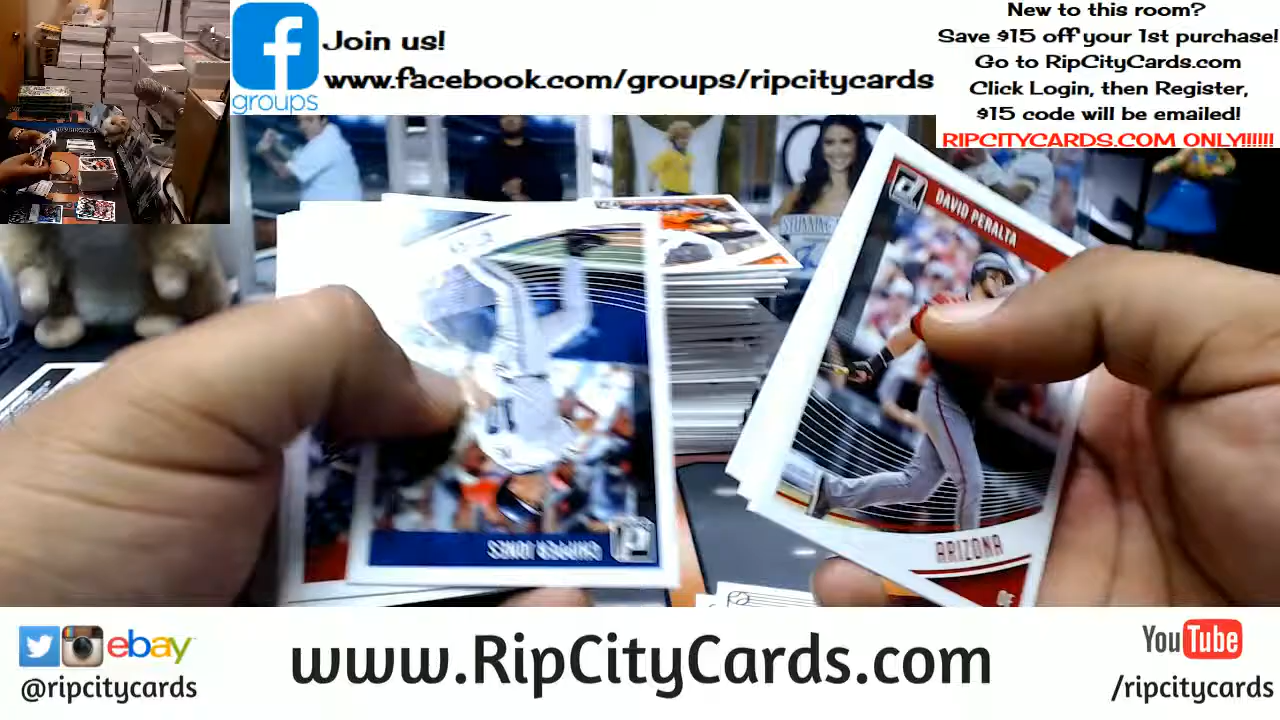 Join us!
www.facebook.com/groups/ripcitycards
groups
New to this room?
Save $15 off your 1st purchase!
Go to RipCityCards.com
Click Login, then Register,
$15 code will be emailed!
RIPCITYCARDS.COM ONLY!!!!!!
STUNNING
DAVID PERALTA
ARIZONA
OF
CHIPPER JONES
ebay
@ripcitycards
www.RipCityCards.com
YouTube
/ripcitycards